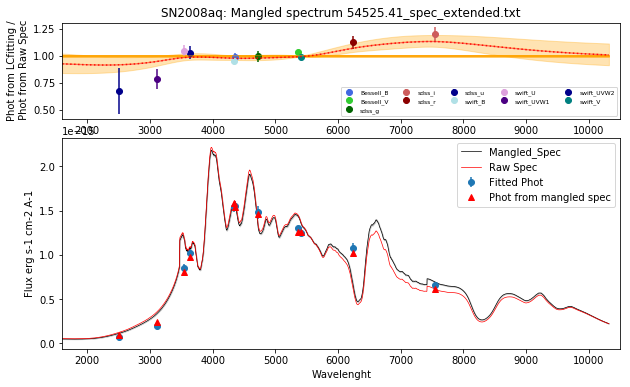 SN2008aq: Mangled spectrum 54525.41_spec_extended.txt
Phot from LCfitting /
Phot from Raw Spec
1.25
1.00
0.75
0.50
Bessell_B
Bessell_V
sdss_g
sdss_i
sdss_r
sdss_u
swift_B
swift_U
swift_UVW1
swift_UVW2
swift_V
2000 3000 4000 5000 6000 7000 8000 9000 10000
Flux erg s-1 cm-2 A-1
2.0
1.5
1.0
0.5
0.0
Mangled_Spec
Raw Spec
Fitted Phot
Phot from mangled spec
2000 3000 4000 5000 6000 7000 8000 9000 10000
Wavelenght